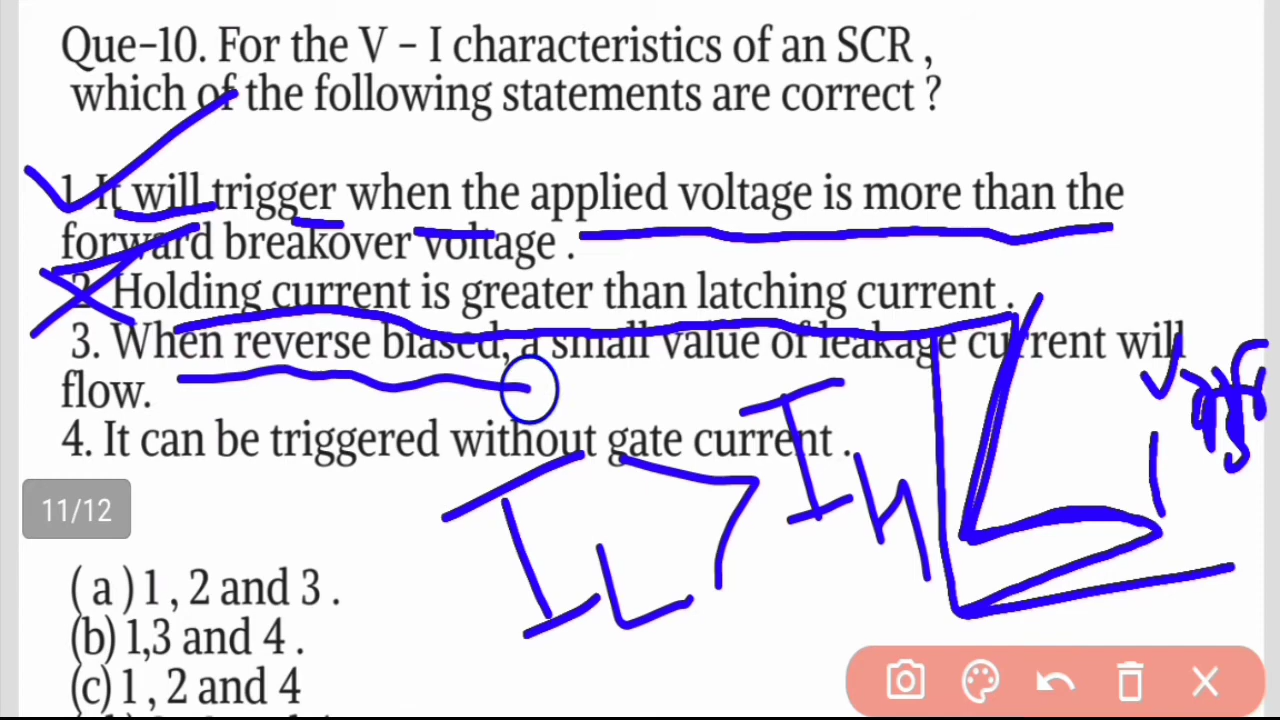 Que-10. For the V - I characteristics of an SCR ,
which of the following statements are correct ?
1. It will trigger when the applied voltage is more than the
forward breakover voltage .
2. Holding current is greater than latching current .
3. When reverse biased, a small value of leakage current will
flow.
4. It can be triggered without gate current .
IL > IH
11/12
( a ) 1 , 2 and 3 .
(b) 1,3 and 4 .
(c) 1 , 2 and 4